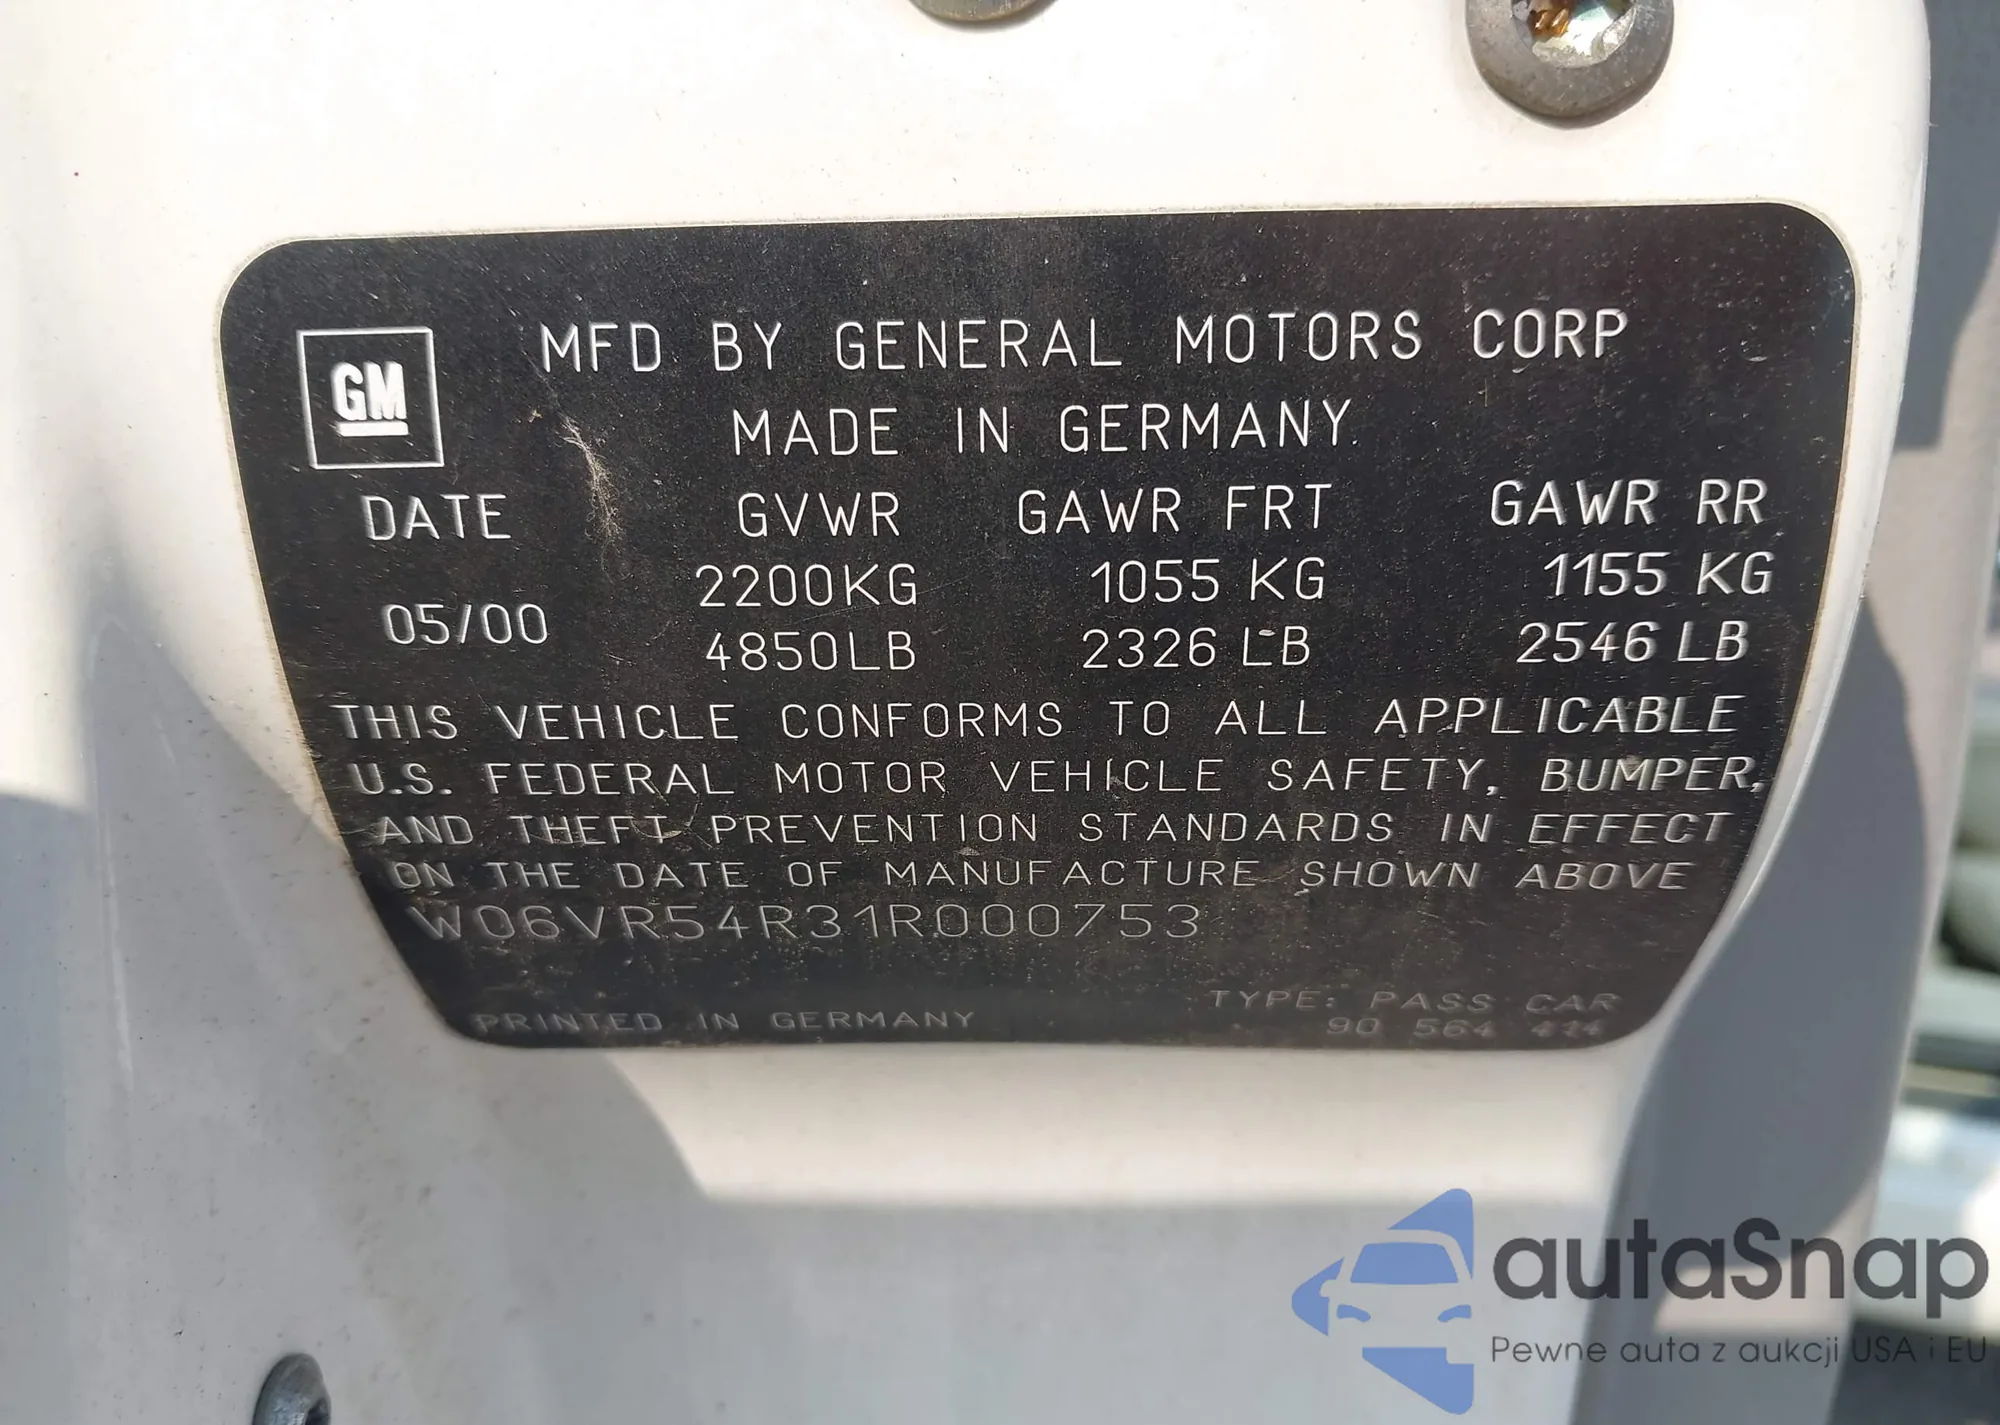 GM
MFD BY GENERAL MOTORS CORP
MADE IN GERMANY.
DATE GVWR GAWR FRT GAWR RR
2200KG 1055 KG 1155 KG
05/00
4850LB 2326 LB 2546 LB
THIS VEHICLE CONFORMS TO ALL APPLICABLE
U.S. FEDERAL MOTOR VEHICLE SAFETY, BUMPER,
AND THEFT PREVENTION STANDARDS IN EFFECT
ON THE DATE OF MANUFACTURE SHOWN ABOVE
W06VR54R31R000753
TYPE: PASS CAR
PRINTED IN GERMANY
90 564
autaSnap
Pewne auta z aukcji USA i EU